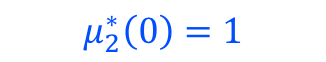 μ₂*(0) = 1